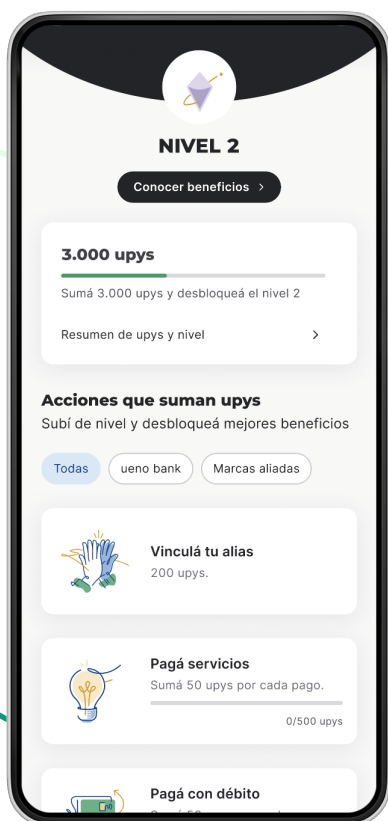 NIVEL 2
Conocer beneficios >
3.000 upys
Sumá 3.000 upys y desbloqueá el nivel 2
Resumen de upys y nivel >
Acciones que suman upys
Subí de nivel y desbloqueá mejores beneficios
Todas
ueno bank
Marcas aliadas
Vinculá tu alias
200 upys.
Pagá servicios
Sumá 50 upys por cada pago.
0/500 upys
Pagá con débito